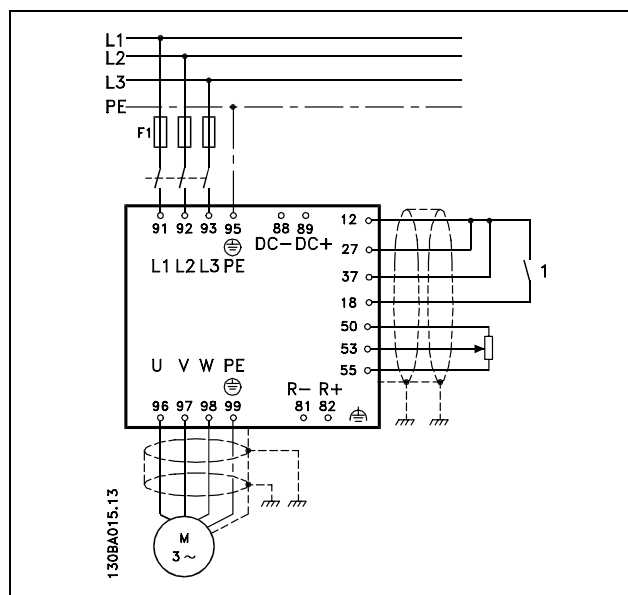 L1
L2
L3
PE
F1
91 92 93 95 88 89
DC- DC+
L1 L2 L3 PE
12
27
37
18
1
50
53
55
U V W PE
R- R+
96 97 98 99 81 82
M
3 ~
130BA015.13